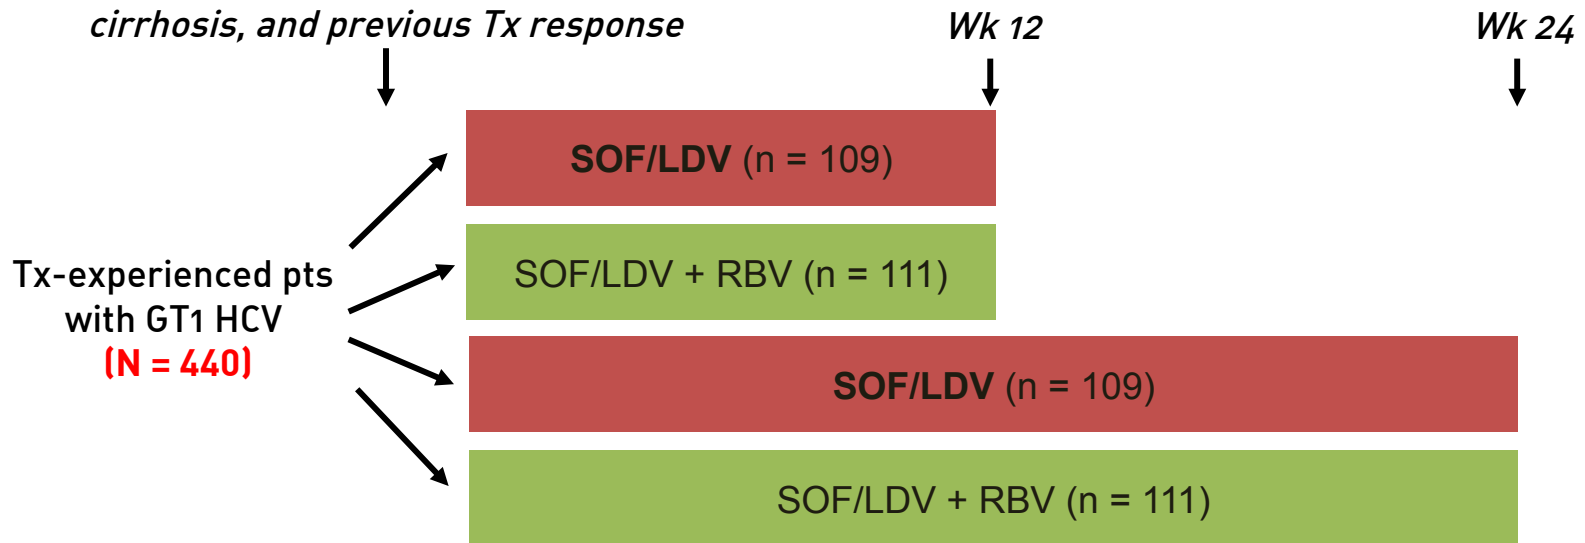 cirrhosis, and previous Tx response
Wk 12
Wk 24
SOF/LDV (n = 109)
SOF/LDV + RBV (n = 111)
Tx-experienced pts
with GT1 HCV
(N = 440)
SOF/LDV (n = 109)
SOF/LDV + RBV (n = 111)